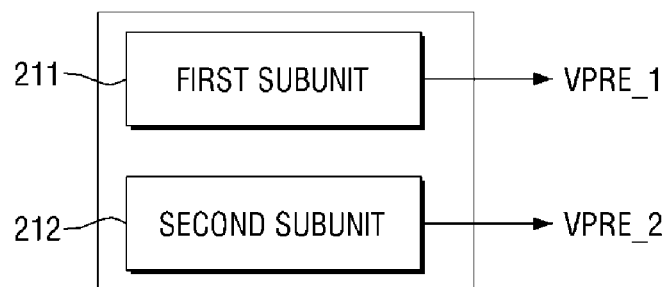 211 FIRST SUBUNIT VPRE_1
212 SECOND SUBUNIT VPRE_2